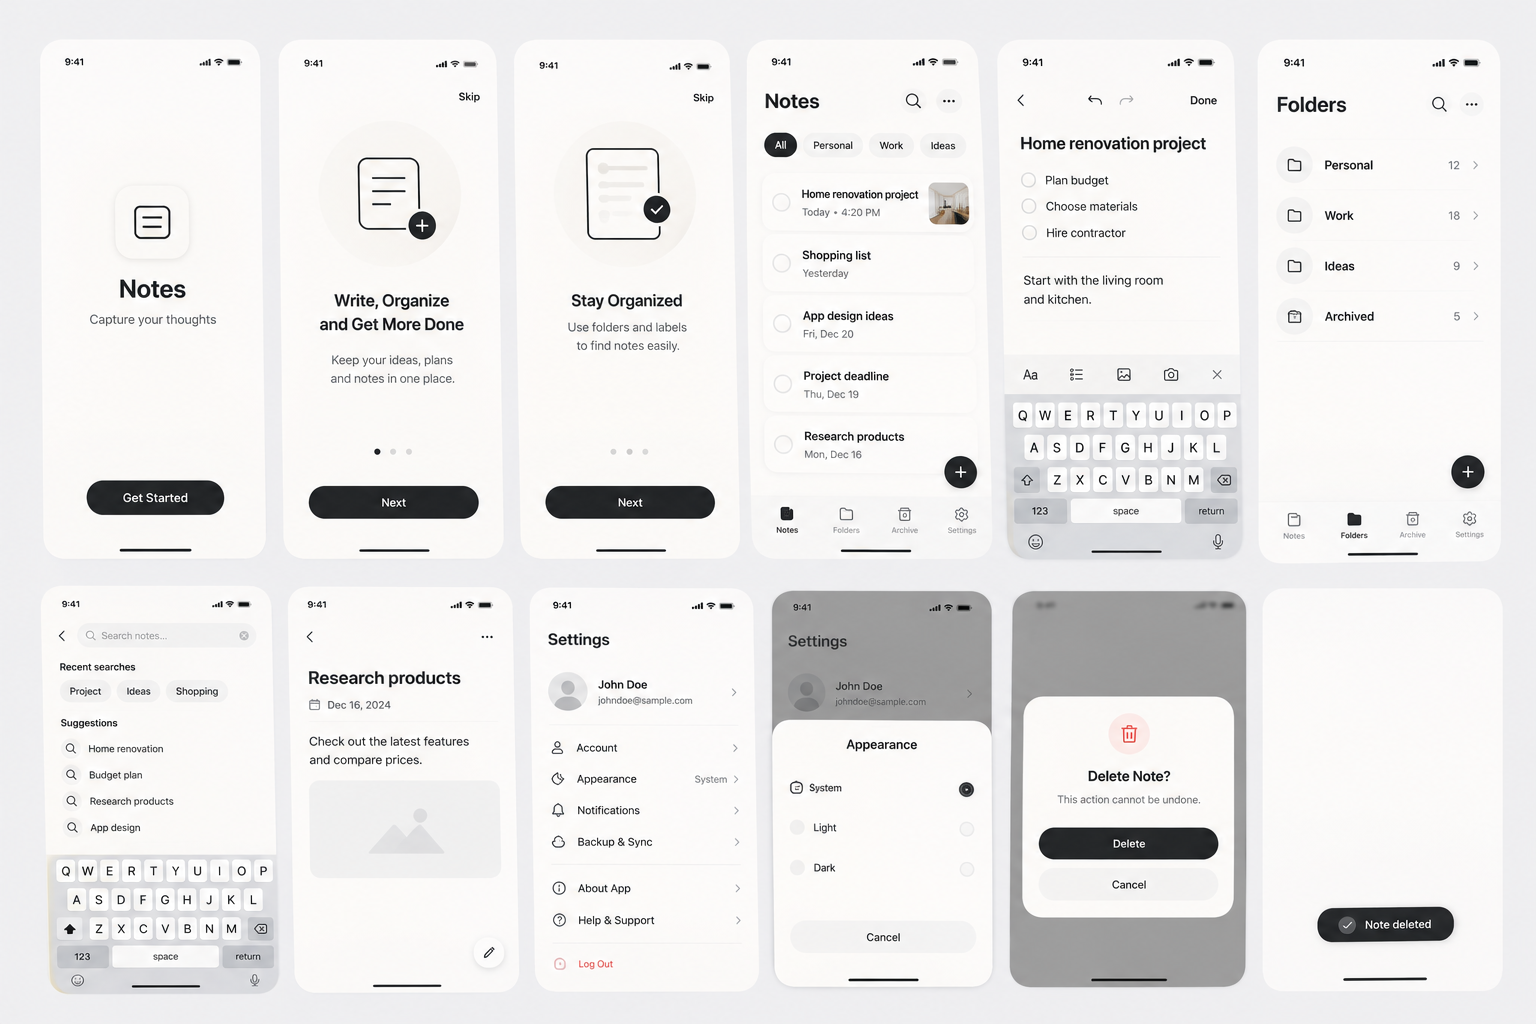 9:41
Notes
Capture your thoughts
Get Started
9:41
Skip
Write, Organize
and Get More Done
Keep your ideas, plans
and notes in one place.
Next
9:41
Skip
Stay Organized
Use folders and labels
to find notes easily.
Next
9:41
Notes
All Personal Work Ideas
Home renovation project
Today • 4:20 PM
Shopping list
Yesterday
App design ideas
Fri, Dec 20
Project deadline
Thu, Dec 19
Research products
Mon, Dec 16
Notes Folders Archive Settings
9:41
Done
Home renovation project
Plan budget
Choose materials
Hire contractor
Start with the living room
and kitchen.
Aa
Q W E R T Y U I O P
A S D F G H J K L
Z X C V B N M
123 space return
9:41
Folders
Personal 12
Work 18
Ideas 9
Archived 5
Notes Folders Archive Settings
9:41
Search notes...
Recent searches
Project Ideas Shopping
Suggestions
Home renovation
Budget plan
Research products
App design
Q W E R T Y U I O P
A S D F G H J K L
Z X C V B N M
123 space return
9:41
Research products
Dec 16, 2024
Check out the latest features
and compare prices.
9:41
Settings
John Doe
johndoe@sample.com
Account
Appearance System
Notifications
Backup & Sync
About App
Help & Support
Log Out
9:41
Settings
John Doe
johndoe@sample.com
Appearance
System
Light
Dark
Cancel
Delete Note?
This action cannot be undone.
Delete
Cancel
Note deleted